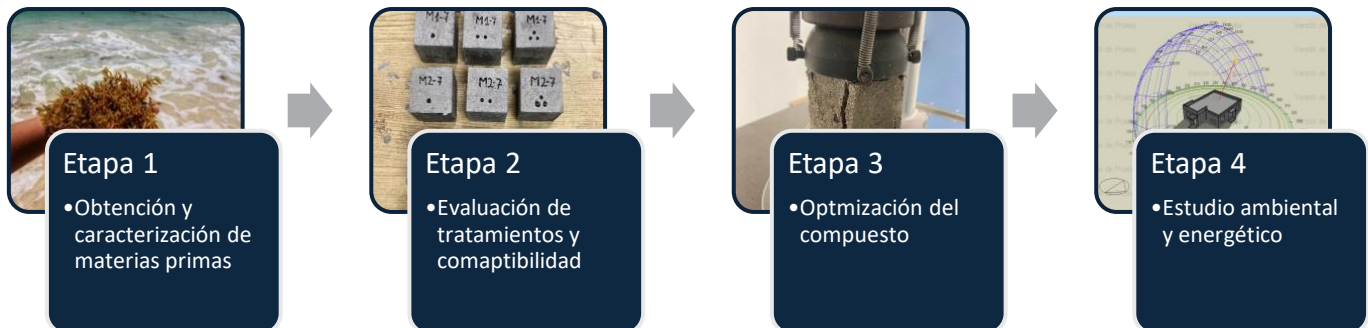 M1-7
M1-7
M1-7
M2-7
M2-7
M2-7
Etapa 1
•Obtención y
caracterización de
materias primas
Etapa 2
•Evaluación de
tratamientos y
comaptibilidad
Etapa 3
•Optmización del
compuesto
Etapa 4
•Estudio ambiental
y energético